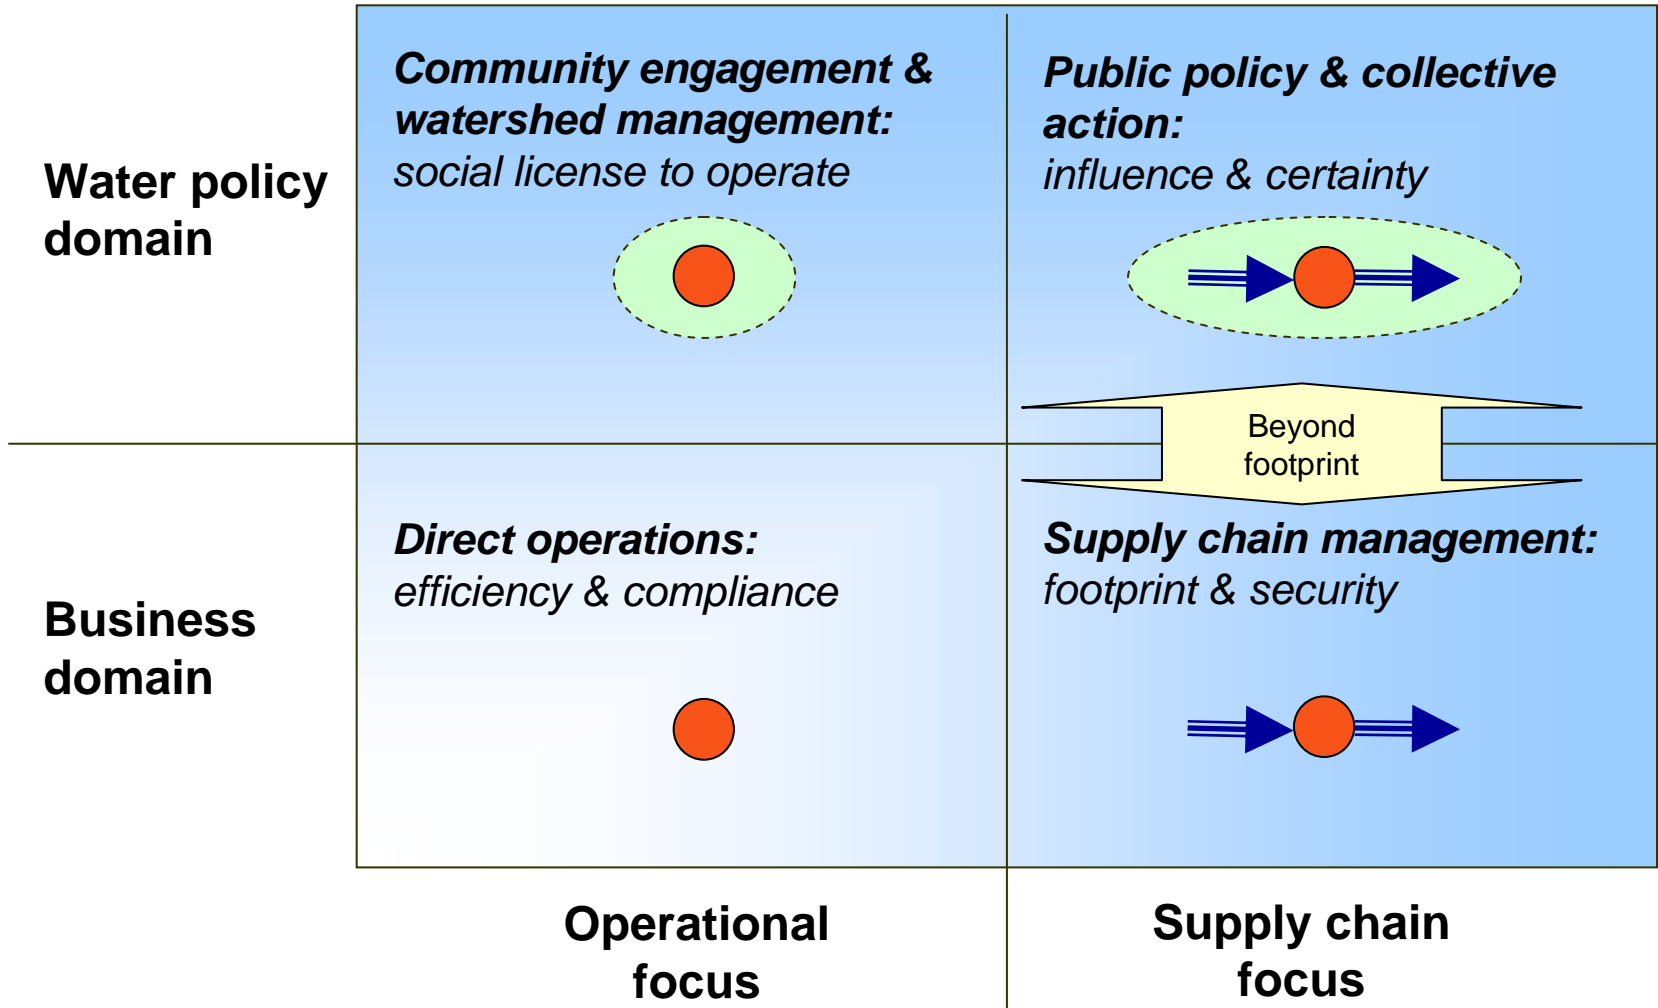 Community engagement &
watershed management:
social license to operate
Public policy & collective
action:
influence & certainty
Water policy
domain
Beyond
footprint
Direct operations:
efficiency & compliance
Supply chain management:
footprint & security
Business
domain
Operational
focus
Supply chain
focus